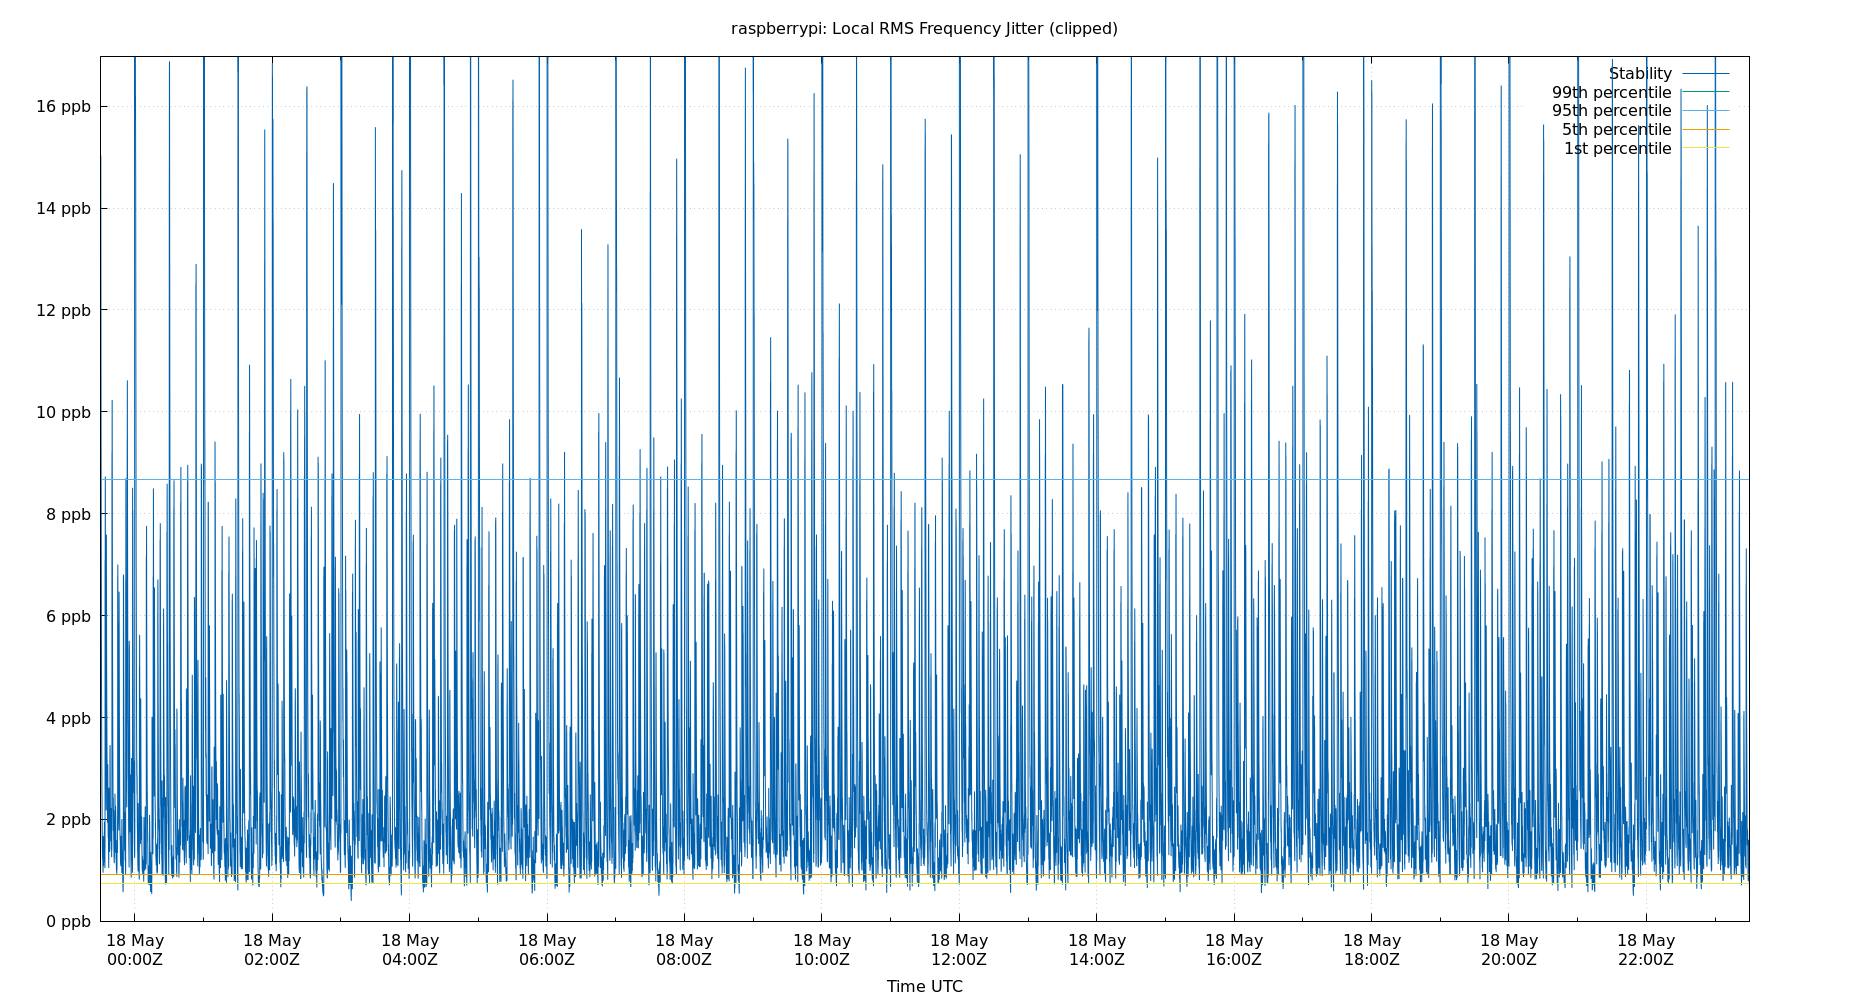 raspberrypi: Local RMS Frequency Jitter (clipped)
Stability
99th percentile
95th percentile
5th percentile
1st percentile
16 ppb
14 ppb
12 ppb
10 ppb
8 ppb
6 ppb
4 ppb
2 ppb
0 ppb
18 May 18 May 18 May 18 May 18 May 18 May 18 May 18 May 18 May 18 May 18 May 18 May
00:00Z 02:00Z 04:00Z 06:00Z 08:00Z 10:00Z 12:00Z 14:00Z 16:00Z 18:00Z 20:00Z 22:00Z
Time UTC